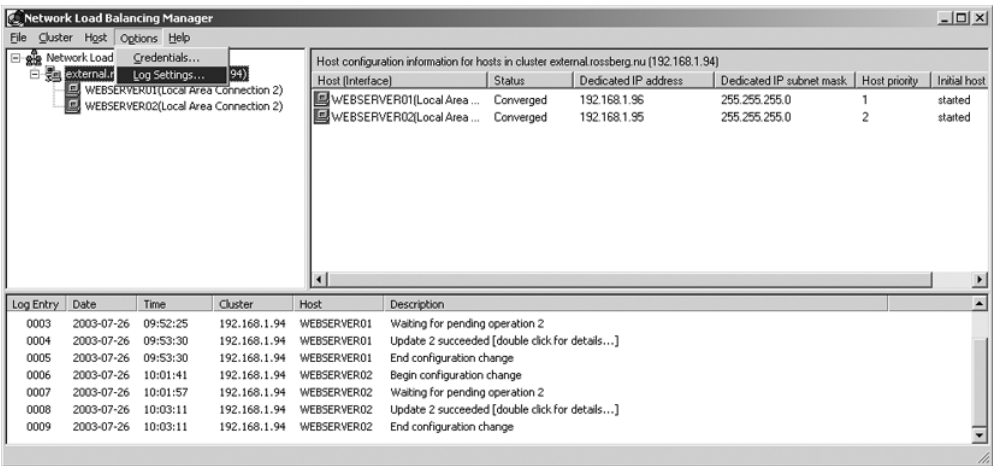 Network Load Balancing Manager
File Cluster Host Options Help
Network Load
Credentials...
external.r
Log Settings...
94)
WEBSERVER01(Local Area Connection 2)
WEBSERVER02(Local Area Connection 2)
Host configuration information for hosts in cluster external.rossberg.nu (192.168.1.94)
Host (Interface) Status Dedicated IP address Dedicated IP subnet mask Host priority Initial host
WEBSERVER01(Local Area ... Converged 192.168.1.96 255.255.255.0 1 started
WEBSERVER02(Local Area ... Converged 192.168.1.95 255.255.255.0 2 started
Log Entry Date Time Cluster Host Description
0003 2003-07-26 09:52:25 192.168.1.94 WEBSERVER01 Waiting for pending operation 2
0004 2003-07-26 09:53:30 192.168.1.94 WEBSERVER01 Update 2 succeeded [double click for details...]
0005 2003-07-26 09:53:30 192.168.1.94 WEBSERVER01 End configuration change
0006 2003-07-26 10:01:41 192.168.1.94 WEBSERVER02 Begin configuration change
0007 2003-07-26 10:01:57 192.168.1.94 WEBSERVER02 Waiting for pending operation 2
0008 2003-07-26 10:03:11 192.168.1.94 WEBSERVER02 Update 2 succeeded [double click for details...]
0009 2003-07-26 10:03:11 192.168.1.94 WEBSERVER02 End configuration change